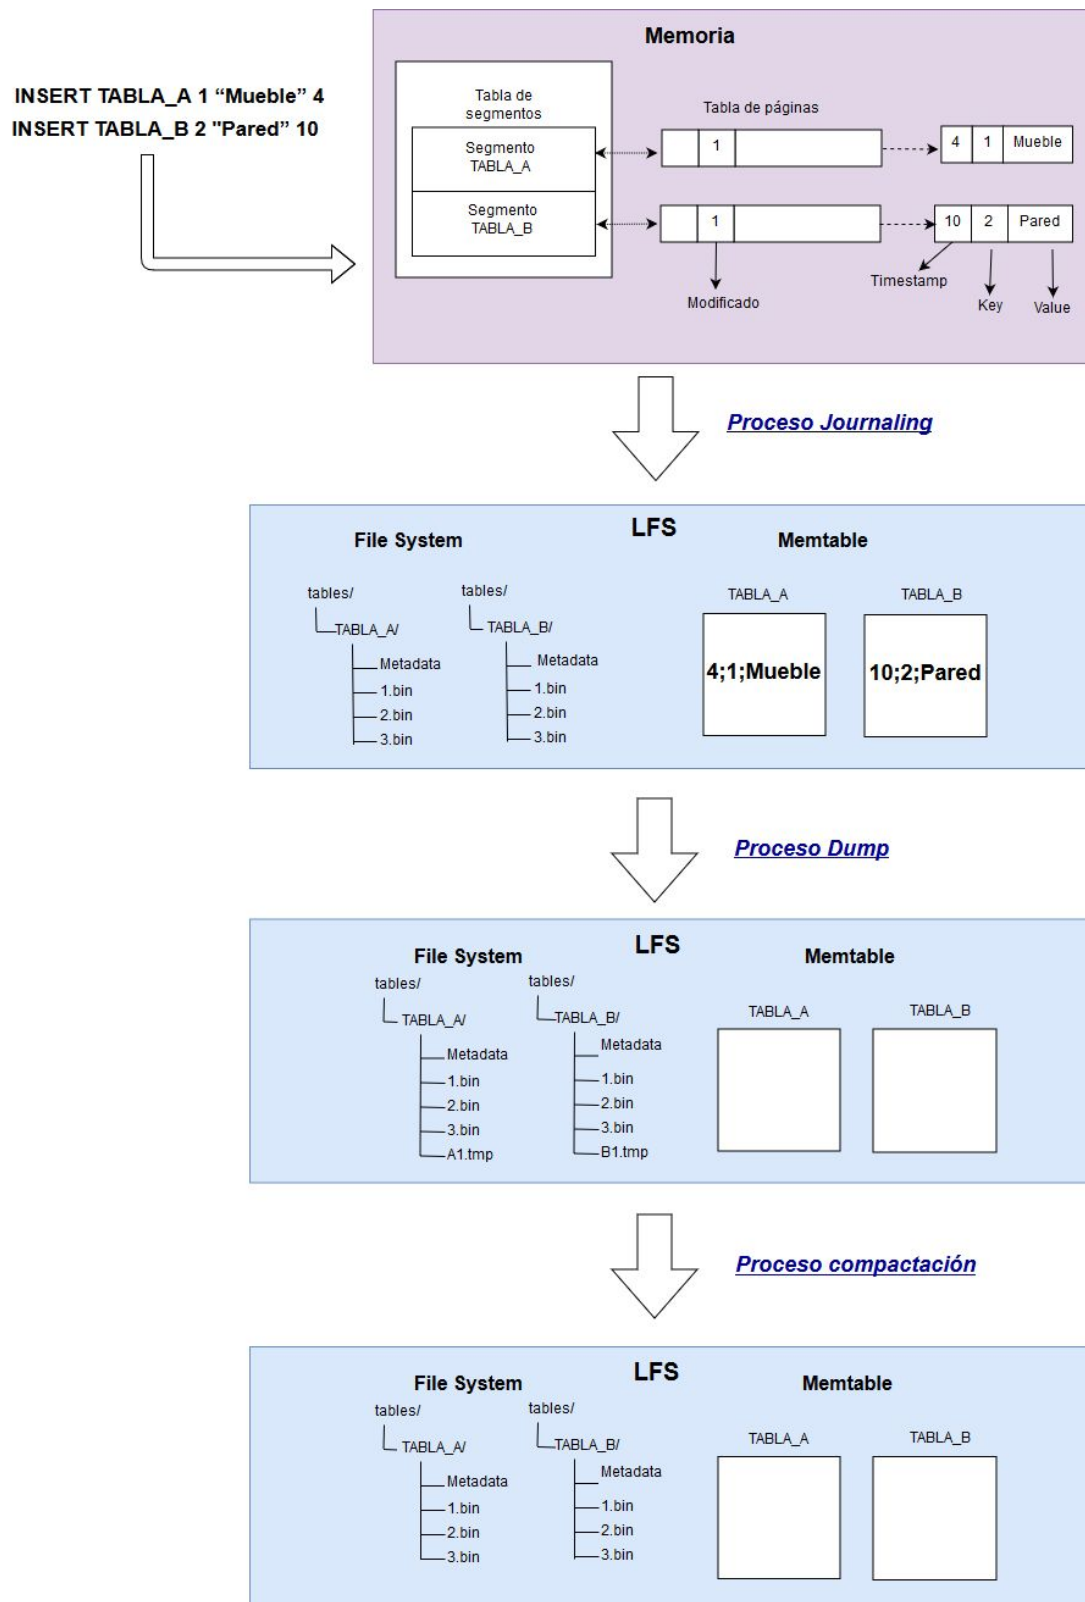 Memoria
INSERT TABLA_A 1 “Mueble” 4
INSERT TABLA_B 2 "Pared” 10
Tabla de
segmentos
Segmento
TABLA_A
Segmento
TABLA_B
Tabla de páginas
1
4 1 Mueble
1
10 2 Pared
Modificado
Timestamp
Key
Value
Proceso Journaling
LFS
File System
Memtable
tables/
TABLA_A/
Metadata
1.bin
2.bin
3.bin
tables/
TABLA_B/
Metadata
1.bin
2.bin
3.bin
TABLA_A
4;1;Mueble
TABLA_B
10;2;Pared
Proceso Dump
LFS
File System
Memtable
tables/
TABLA_A/
Metadata
1.bin
2.bin
3.bin
A1.tmp
tables/
TABLA_B/
Metadata
1.bin
2.bin
3.bin
B1.tmp
TABLA_A
TABLA_B
Proceso compactación
LFS
File System
Memtable
tables/
TABLA_A/
Metadata
1.bin
2.bin
3.bin
tables/
TABLA_B/
Metadata
1.bin
2.bin
3.bin
TABLA_A
TABLA_B